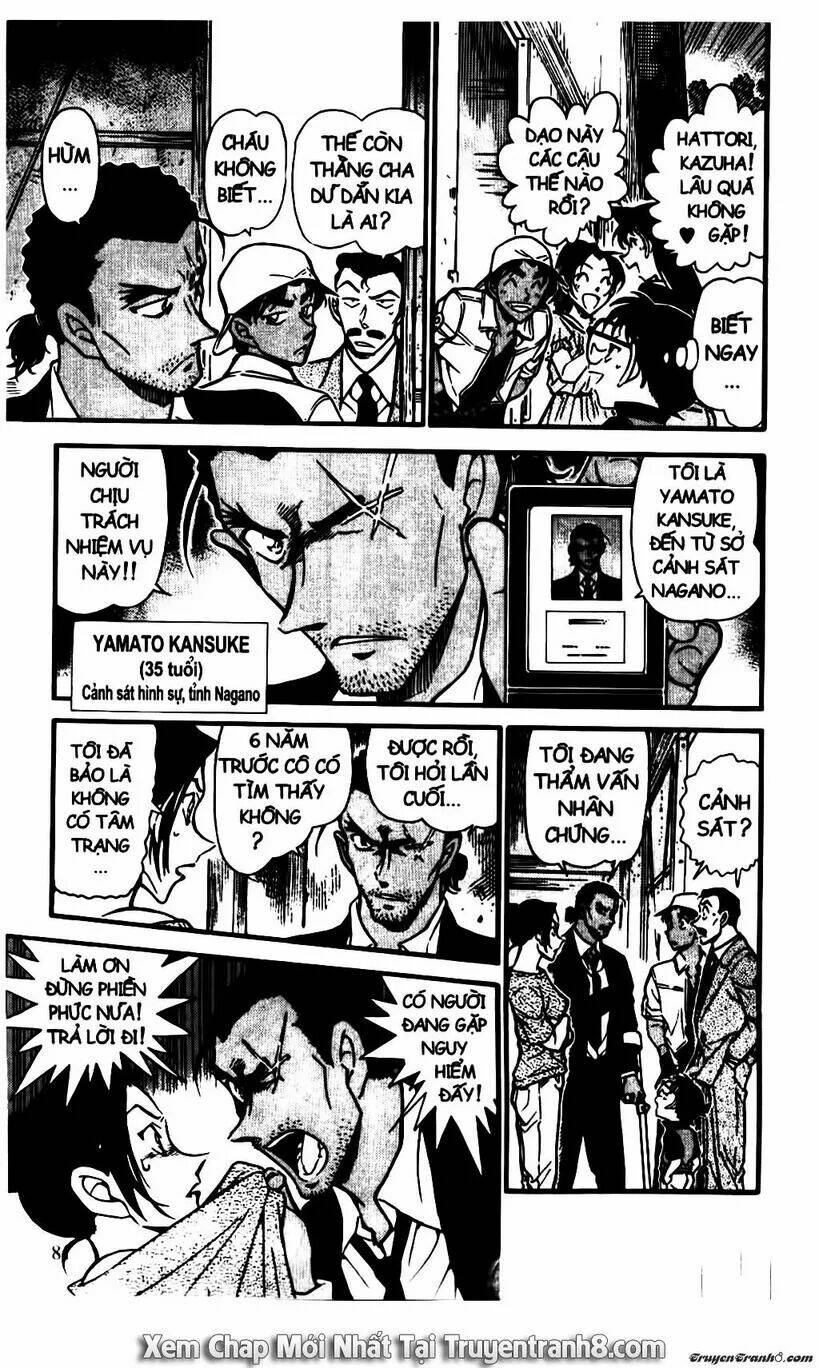 HATTORI,
KAZUHA!
LÂU QUÁ
KHÔNG
♥ GẶP!
DẠO NÀY
CÁC CẬU
THẾ NÀO
RỒI?
BIẾT
NGAY
...
THẾ CÒN
THẰNG CHA
DƯ DẰN KIA
LÀ AI?
CHÁU
KHÔNG
BIẾT...
HỪM
...
TÔI LÀ
YAMATO
KANSUKE,
ĐẾN TỪ SỞ
CẢNH SÁT
NAGANO...
NGƯỜI
CHỊU
TRÁCH
NHIỆM VỤ
NÀY!!
YAMATO KANSUKE
(35 tuổi)
Cảnh sát hình sự, tỉnh Nagano
CẢNH
SÁT?
TÔI ĐANG
THẨM VẤN
NHÂN
CHỨNG...
ĐƯỢC RỒI,
TÔI HỎI LẦN
CUỐI...
6 NĂM
TRƯỚC CÔ CÓ
TÌM THẤY
KHÔNG
?
TÔI ĐÃ
BẢO LÀ
KHÔNG
CÓ TÂM
TRẠNG
...
CÓ NGƯỜI
ĐANG GẶP
NGUY
HIỂM
ĐẤY!
LÀM ƠN
ĐỪNG PHIỀN
PHỨC NƯA!
TRẢ LỜI ĐI!
8
Xem Chap Mới Nhất Tại Truyentranh8.com
TruyenTranh8.com